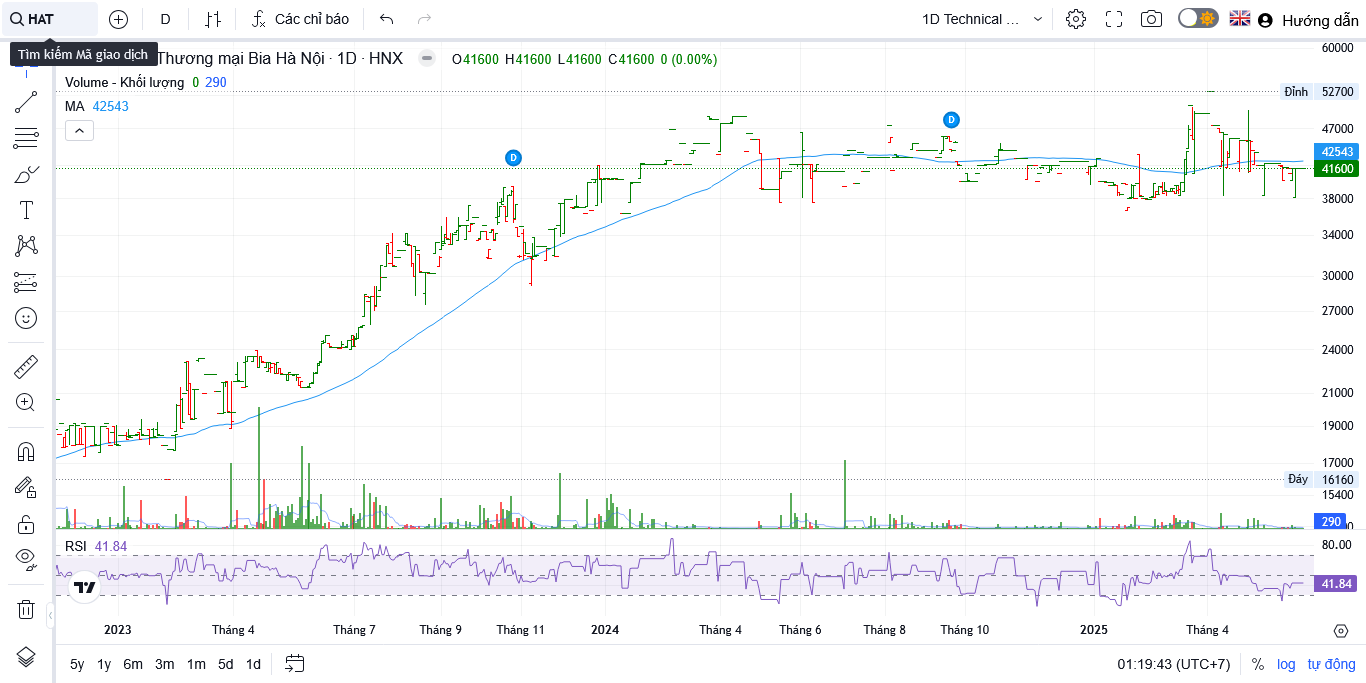 HAT
D
Các chỉ báo
1D Technical ...
Hướng dẫn
Tìm kiếm Mã giao dịch
Thương mại Bia Hà Nội · 1D · HNX
O41600 H41600 L41600 C41600 0 (0.00%)
Volume - Khối lượng 0 290
MA 42543
60000
Đỉnh 52700
47000
42543
41600
38000
34000
30000
27000
24000
21000
19000
17000
Đáy 16160
15400
290
D
D
RSI 41.84
80.00
41.84
2023 Tháng 4 Tháng 7 Tháng 9 Tháng 11 2024 Tháng 4 Tháng 6 Tháng 8 Tháng 10 2025 Tháng 4
5y 1y 6m 3m 1m 5d 1d
01:19:43 (UTC+7) % log tự động